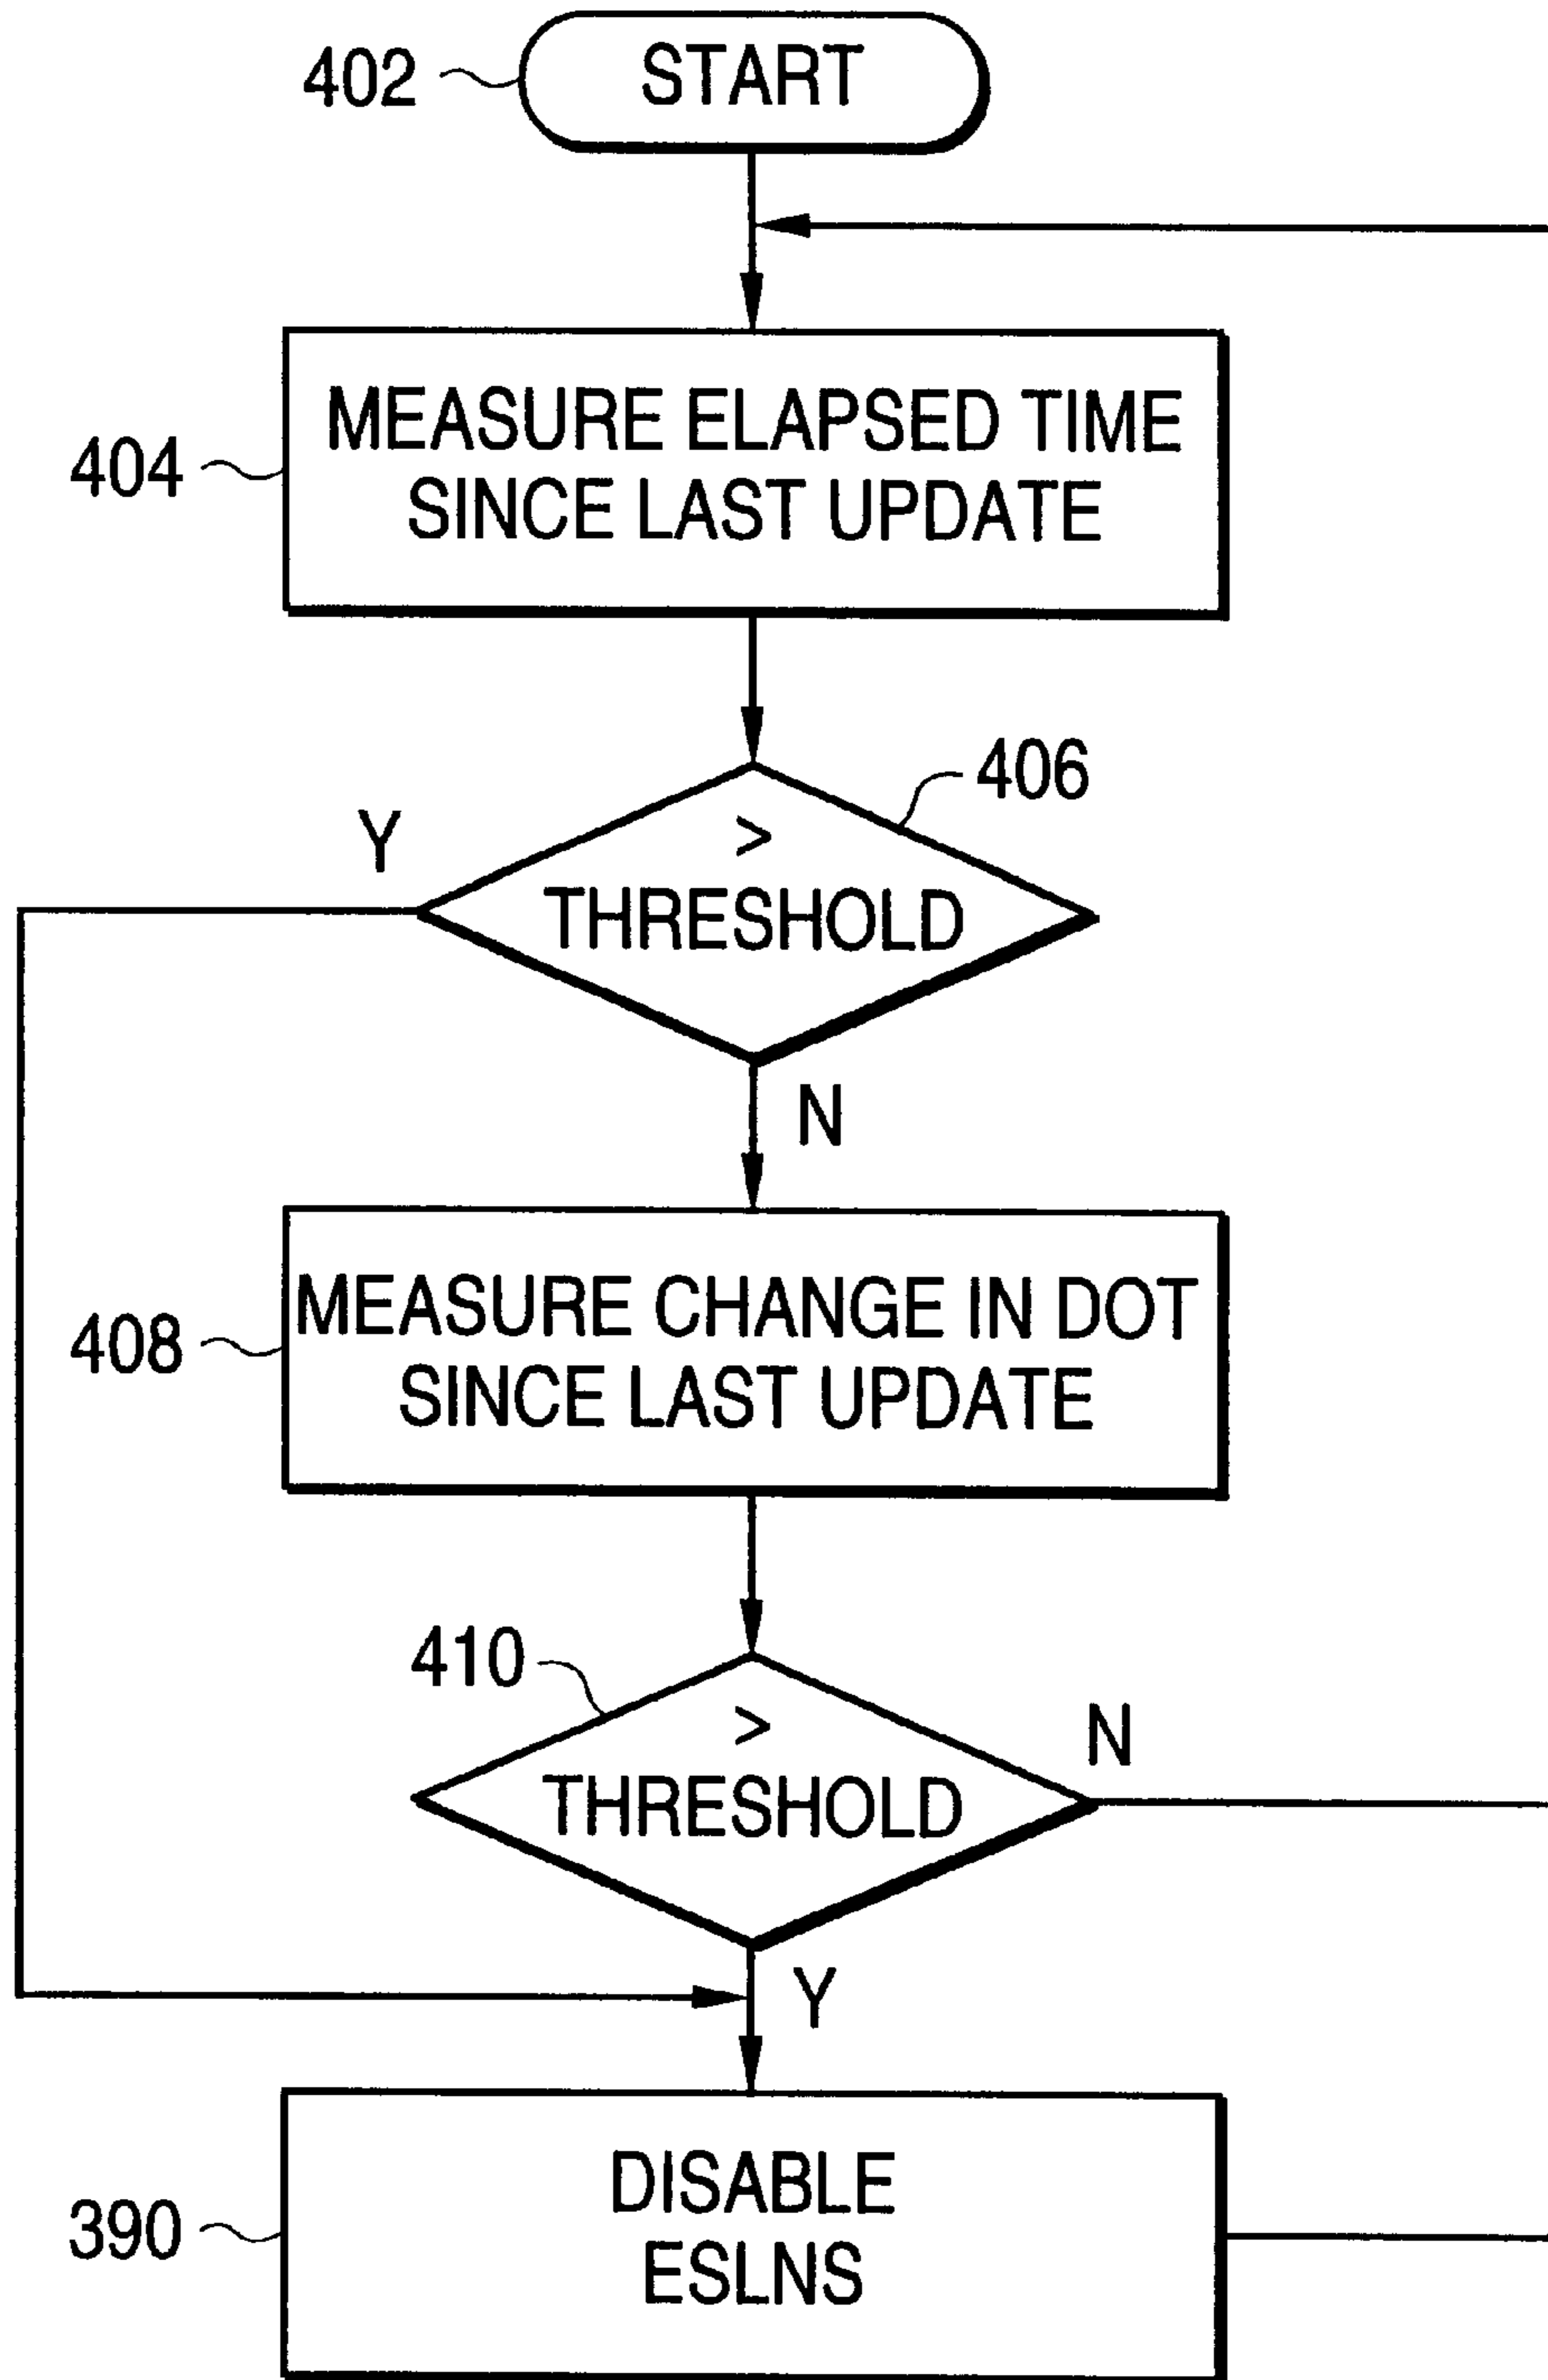 402
START
404
MEASURE ELAPSED TIME
SINCE LAST UPDATE
406
Y
>
THRESHOLD
N
408
MEASURE CHANGE IN DOT
SINCE LAST UPDATE
410
>
THRESHOLD
N
Y
390
DISABLE
ESLNS